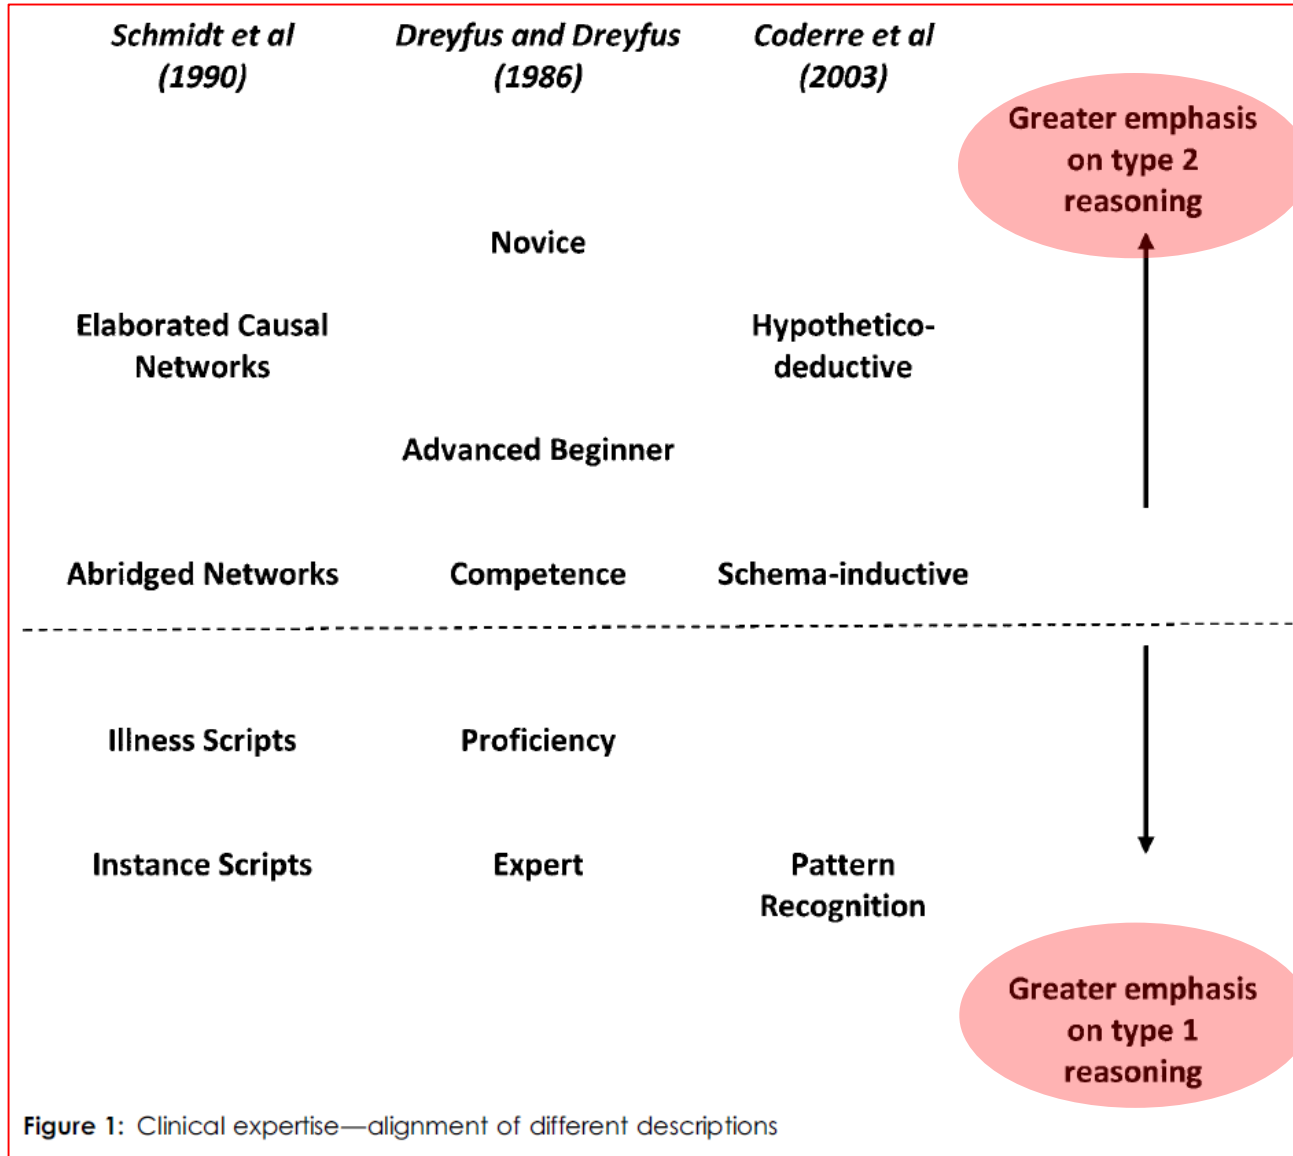 Schmidt et al
(1990)
Dreyfus and Dreyfus
(1986)
Coderre et al
(2003)
Greater emphasis
on type 2
reasoning
Novice
Elaborated Causal
Networks
Hypothetico-
deductive
Advanced Beginner
Abridged Networks
Competence
Schema-inductive
Illness Scripts
Proficiency
Instance Scripts
Expert
Pattern
Recognition
Greater emphasis
on type 1
reasoning
Figure 1: Clinical expertise—alignment of different descriptions